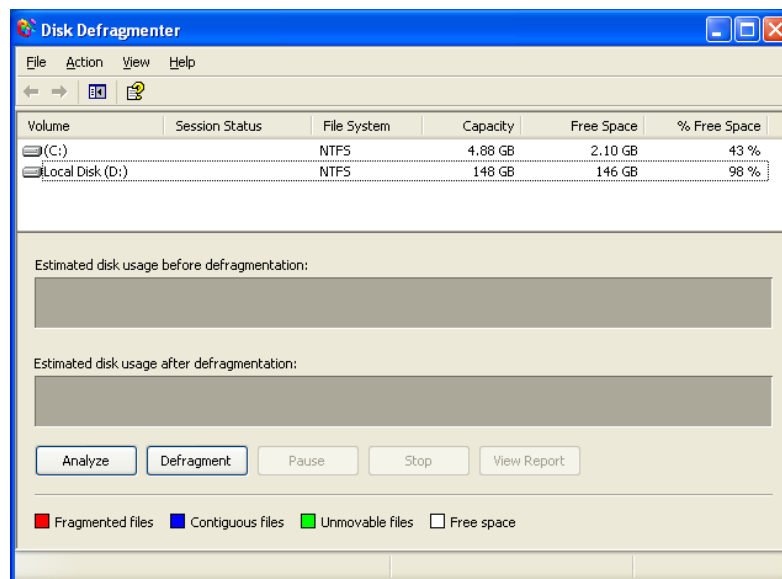 Disk Defragmenter
File Action View Help
Volume Session Status File System Capacity Free Space % Free Space
(C:) NTFS 4.88 GB 2.10 GB 43 %
Local Disk (D:) NTFS 148 GB 146 GB 98 %
Estimated disk usage before defragmentation:
Estimated disk usage after defragmentation:
Analyze Defragment Pause Stop View Report
Fragmented files Contiguous files Unmovable files Free space